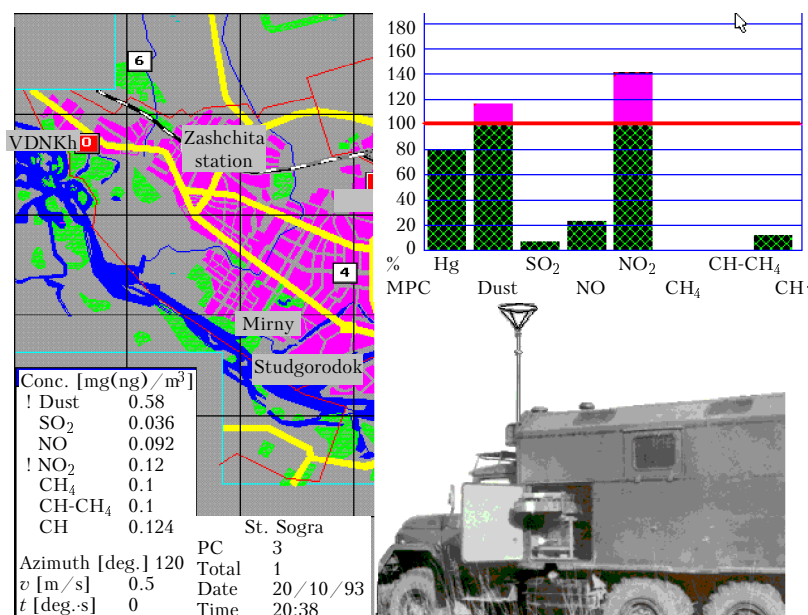 6
VDNKh
0
Zashchita
station
4
Mirny
Studgorodok
Conc. [mg(ng)/m³]
! Dust 0.58
SO₂ 0.036
NO 0.092
! NO₂ 0.12
CH₄ 0.1
CH-CH₄ 0.1
CH 0.124
Azimuth [deg.] 120
v [m/s] 0.5
t [deg.·s] 0
St. Sogra
PC 3
Total 1
Date 20/10/93
Time 20:38
180
160
140
120
100
80
60
40
20
0
% Hg SO₂ NO₂ CH-CH₄
MPC Dust NO CH₄ CH